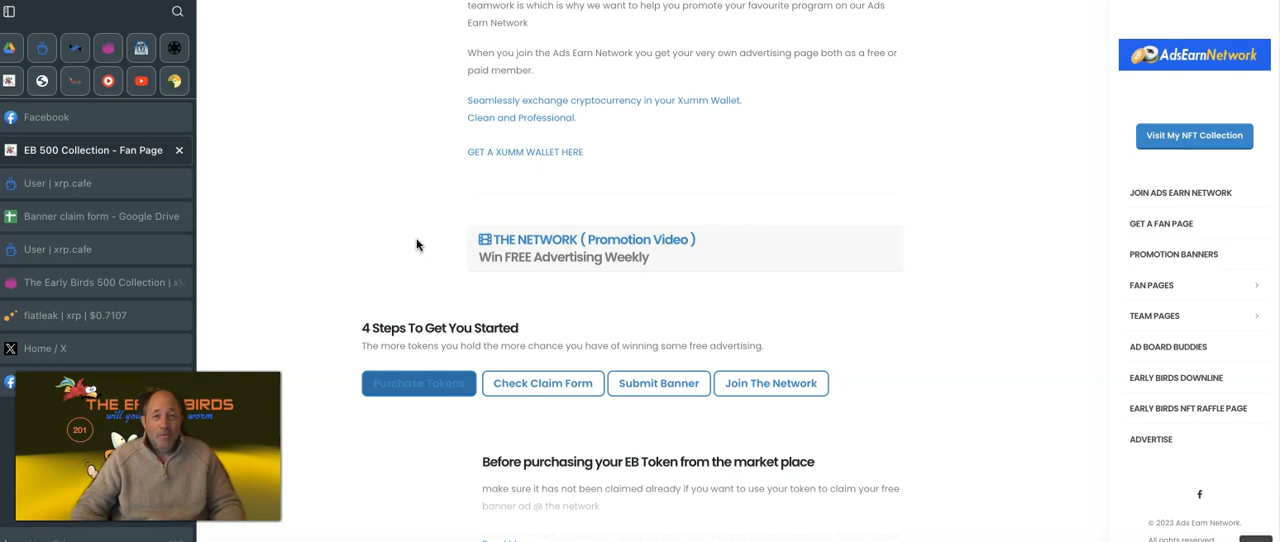 Facebook
EB 500 Collection - Fan Page
User | xrp.cafe
Banner claim form - Google Drive
User | xrp.cafe
The Early Birds 500 Collection |
fiatleak | xrp | $0.7107
Home / X
THE EARLY BIRDS
will you
worm
201
teamwork is which is why we want to help you promote your favourite program on our Ads
Earn Network
When you join the Ads Earn Network you get your very own advertising page both as a free or
paid member.
Seamlessly exchange cryptocurrency in your Xumm Wallet.
Clean and Professional.
GET A XUMM WALLET HERE
THE NETWORK ( Promotion Video )
Win FREE Advertising Weekly
4 Steps To Get You Started
The more tokens you hold the more chance you have of winning some free advertising.
Purchase Tokens
Check Claim Form
Submit Banner
Join The Network
Before purchasing your EB Token from the market place
make sure it has not been claimed already if you want to use your token to claim your free
banner ad @ the network
AdsEarnNetwork
Visit My NFT Collection
JOIN ADS EARN NETWORK
GET A FAN PAGE
PROMOTION BANNERS
FAN PAGES
TEAM PAGES
AD BOARD BUDDIES
EARLY BIRDS DOWNLINE
EARLY BIRDS NFT RAFFLE PAGE
ADVERTISE
© 2023 Ads Earn Network.
All rights reserved